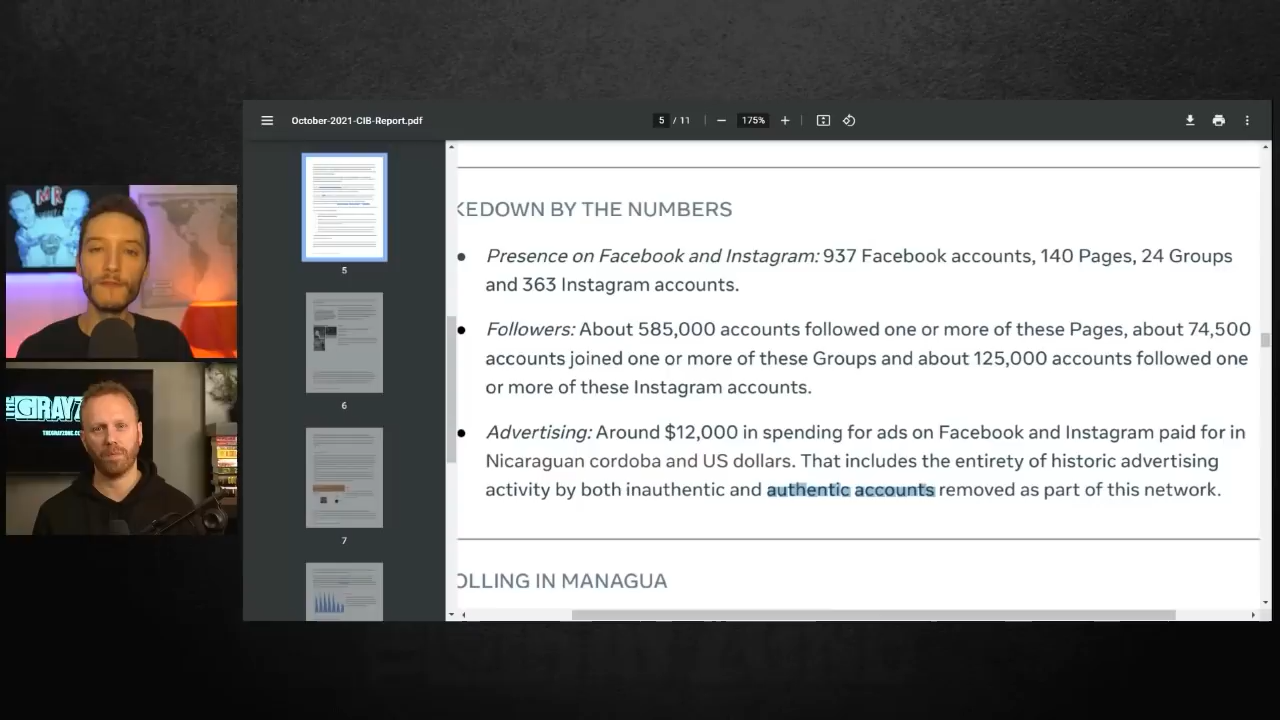 October-2021-CIB-Report.pdf
5 / 11
175%
MR
GRAYZ
THEGRAYZONE.CO
5
6
7
KEDOWN BY THE NUMBERS
Presence on Facebook and Instagram: 937 Facebook accounts, 140 Pages, 24 Groups
and 363 Instagram accounts.
Followers: About 585,000 accounts followed one or more of these Pages, about 74,500
accounts joined one or more of these Groups and about 125,000 accounts followed one
or more of these Instagram accounts.
Advertising: Around $12,000 in spending for ads on Facebook and Instagram paid for in
Nicaraguan cordoba and US dollars. That includes the entirety of historic advertising
activity by both inauthentic and authentic accounts removed as part of this network.
OLLING IN MANAGUA